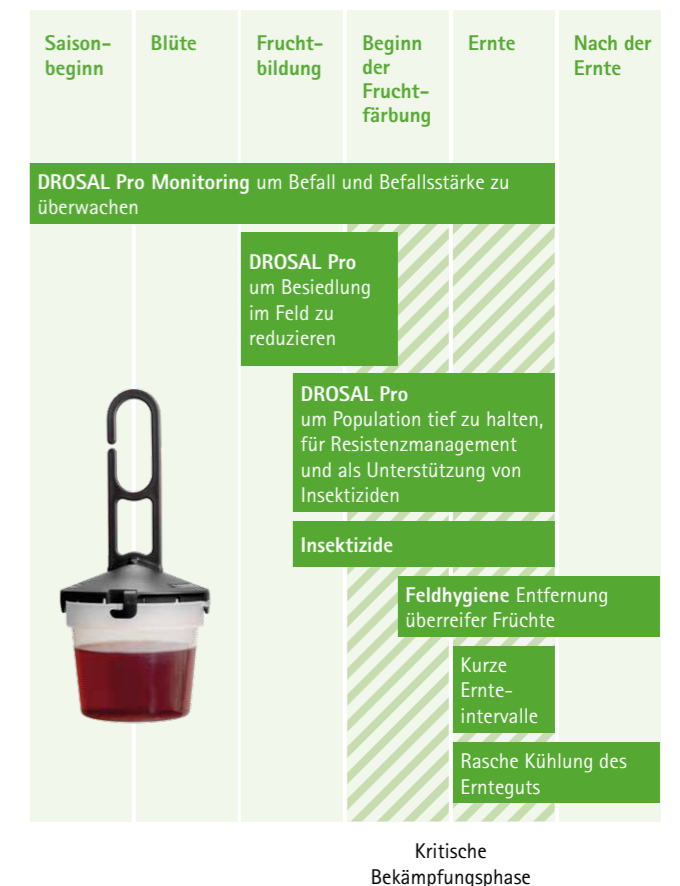 Saison-
beginn
Blüte
Frucht-
bildung
Beginn
der
Frucht-
färbung
Ernte
Nach der
Ernte
DROSAL Pro Monitoring um Befall und Befallsstärke zu
überwachen
DROSAL Pro
um Besiedlung
im Feld zu
reduzieren
DROSAL Pro
um Population tief zu halten,
für Resistenzmanagement
und als Unterstützung von
Insektiziden
Insektizide
Feldhygiene Entfernung
überreifer Früchte
Kurze
Ernte-
intervalle
Rasche Kühlung des
Ernteguts
Kritische
Bekämpfungsphase